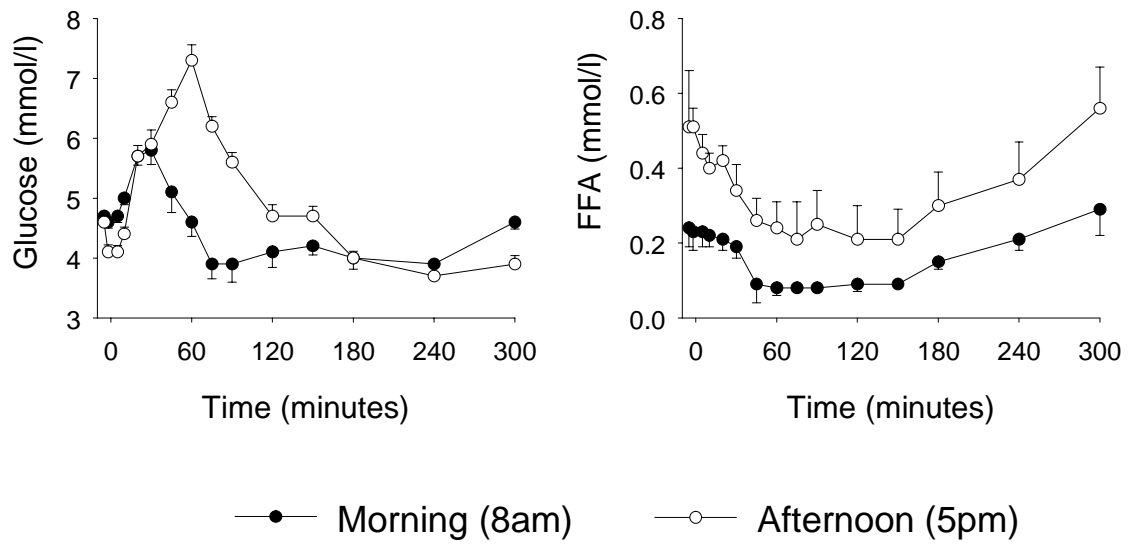 Glucose (mmol/l)
8
7
6
5
4
3
0 60 120 180 240 300
Time (minutes)
FFA (mmol/l)
0.8
0.6
0.4
0.2
0.0
0 60 120 180 240 300
Time (minutes)
Morning (8am) Afternoon (5pm)